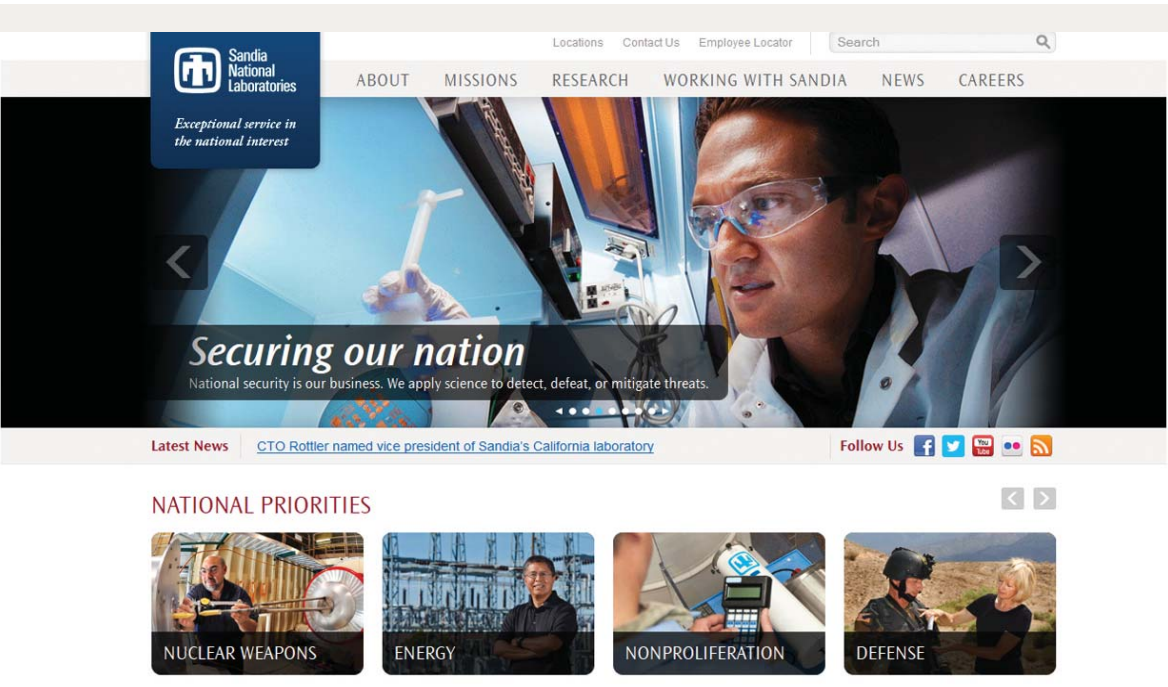 Locations Contact Us Employee Locator Search
Sandia
National
Laboratories
Exceptional service in
the national interest
ABOUT MISSIONS RESEARCH WORKING WITH SANDIA NEWS CAREERS
Securing our nation
National security is our business. We apply science to detect, defeat, or mitigate threats.
Latest News CTO Rottler named vice president of Sandia's California laboratory Follow Us
You
Tube
NATIONAL PRIORITIES
NUCLEAR WEAPONS ENERGY NONPROLIFERATION DEFENSE